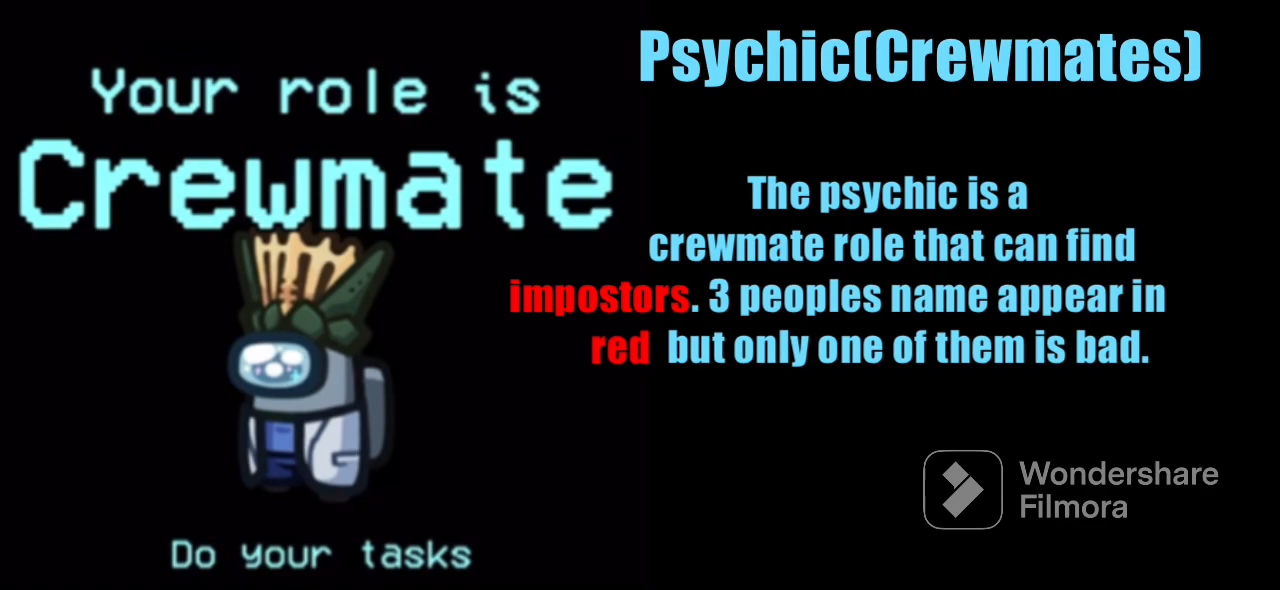 Your role is
Crewmate
Do your tasks
Psychic(Crewmates)
The psychic is a
crewmate role that can find
impostors. 3 peoples name appear in
red but only one of them is bad.
Wondershare
Filmora